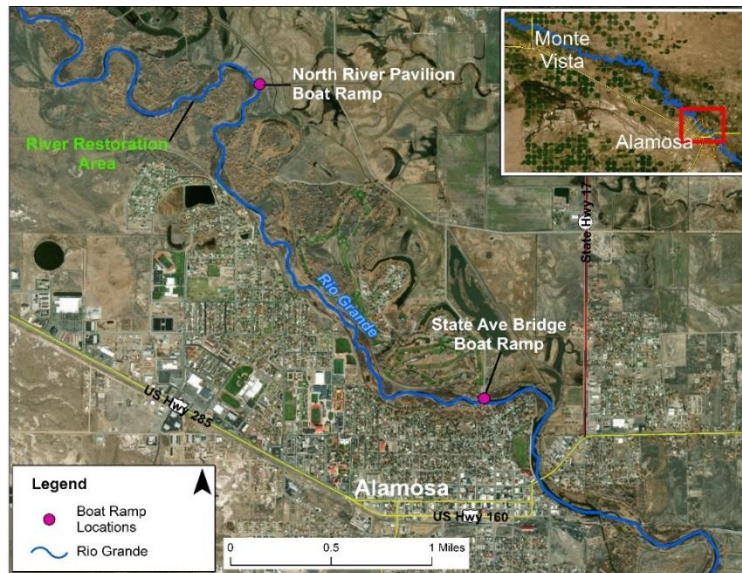 Monte
Vista
Alamosa
North River Pavilion
Boat Ramp
River Restoration
Area
State Hwy 17
Rio Grande
State Ave Bridge
Boat Ramp
US Hwy 285
Alamosa
US Hwy 160
Legend
Boat Ramp
Locations
Rio Grande
0 0.5 1 Miles